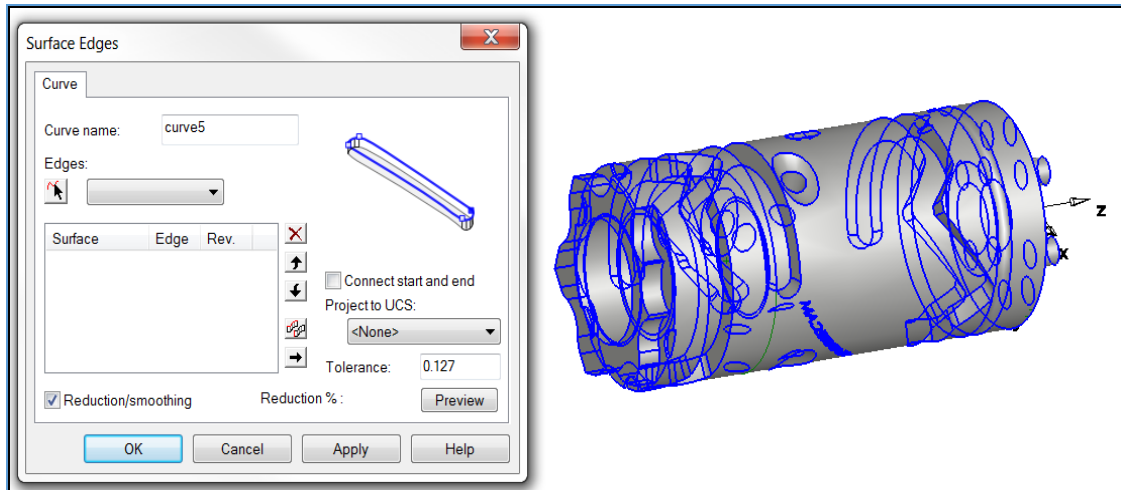 Surface Edges
X
Curve
Curve name:
curve5
Edges:
Surface Edge Rev.
Connect start and end
Project to UCS:
<None>
Tolerance: 0.127
Reduction/smoothing
Reduction % :
Preview
OK Cancel Apply Help
Z
X